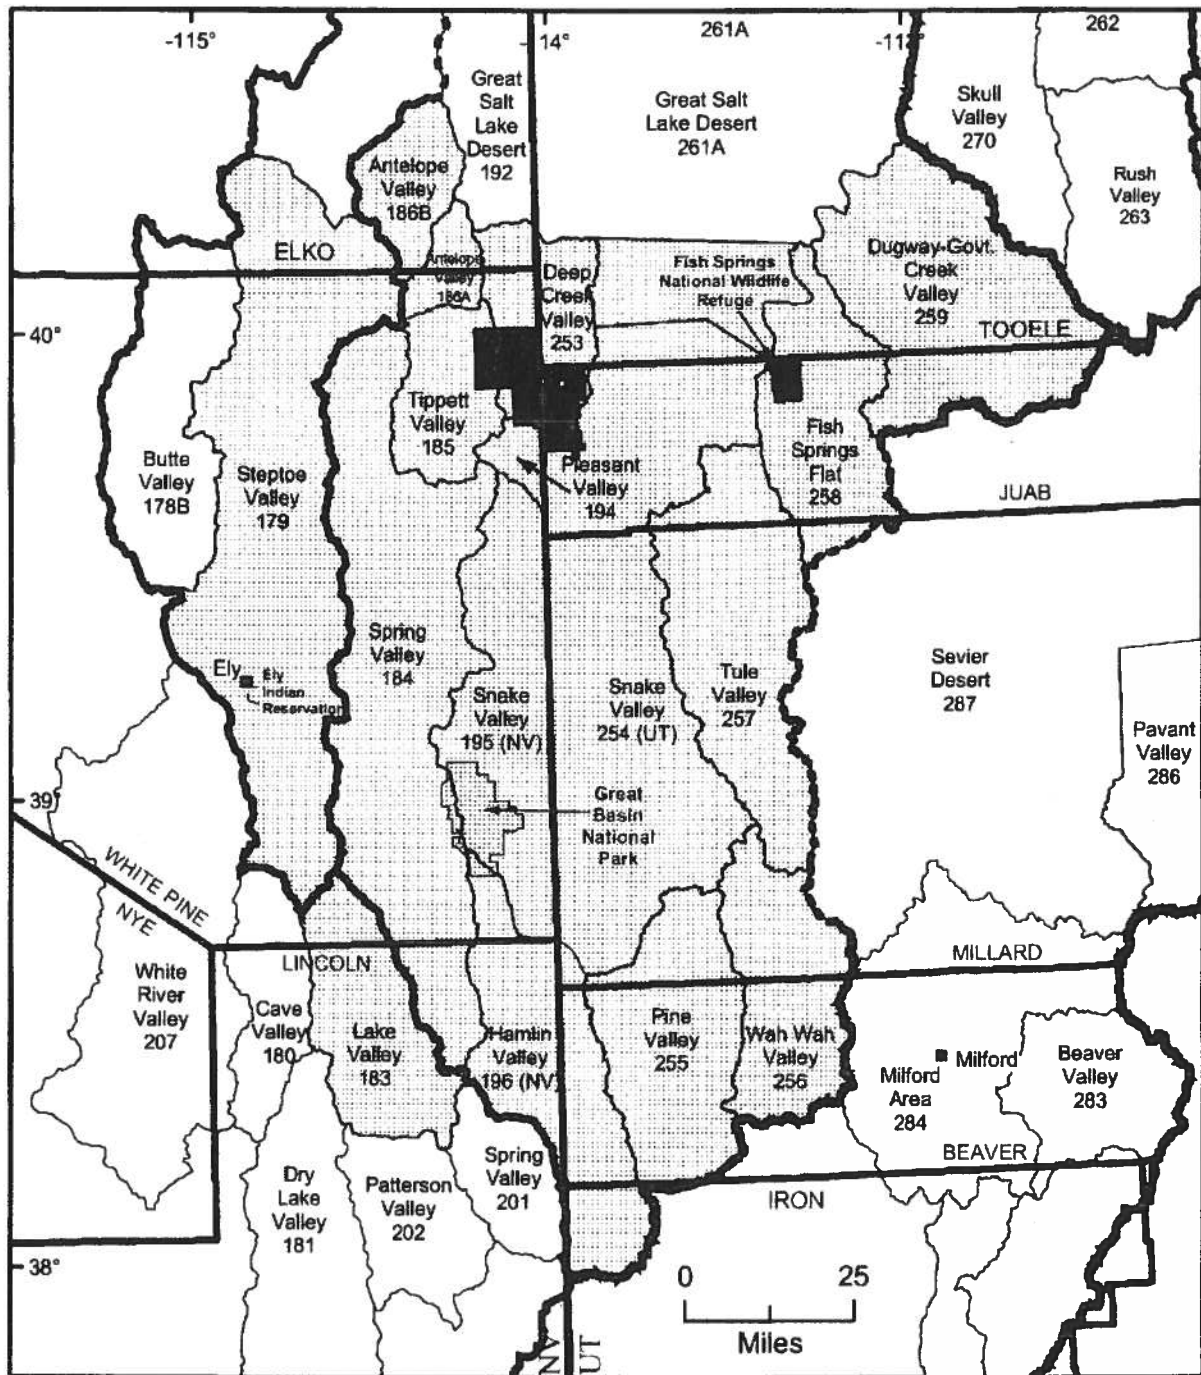 -115°
-14°
261A
-113°
262
Great
Salt
Lake
Desert
192
Great Salt
Lake Desert
261A
Skull
Valley
270
Rush
Valley
263
Antelope
Valley
186B
ELKO
Antelope
Valley
186A
Deep
Creek
Valley
253
Fish Springs
National Wildlife
Refuge
Dugway-Govt.
Creek
Valley
259
TOOELE
40°
Tippett
Valley
185
Butte
Valley
178B
Steptoe
Valley
179
Pleasant
Valley
194
Fish
Springs
Flat
258
JUAB
Spring
Valley
184
Ely
Ely
Indian
Reservation
Snake
Valley
195 (NV)
Snake
Valley
254 (UT)
Tule
Valley
257
Sevier
Desert
287
Pavant
Valley
286
39°
Great
Basin
National
Park
WHITE PINE
NYE
LINCOLN
MILLARD
White
River
Valley
207
Cave
Valley
180
Lake
Valley
183
Hamlin
Valley
196 (NV)
Pine
Valley
255
Wah Wah
Valley
256
Milford
Milford
Area
284
Beaver
Valley
283
BEAVER
IRON
Dry
Lake
Valley
181
Patterson
Valley
202
Spring
Valley
201
38°
0 25
Miles
NV
UT